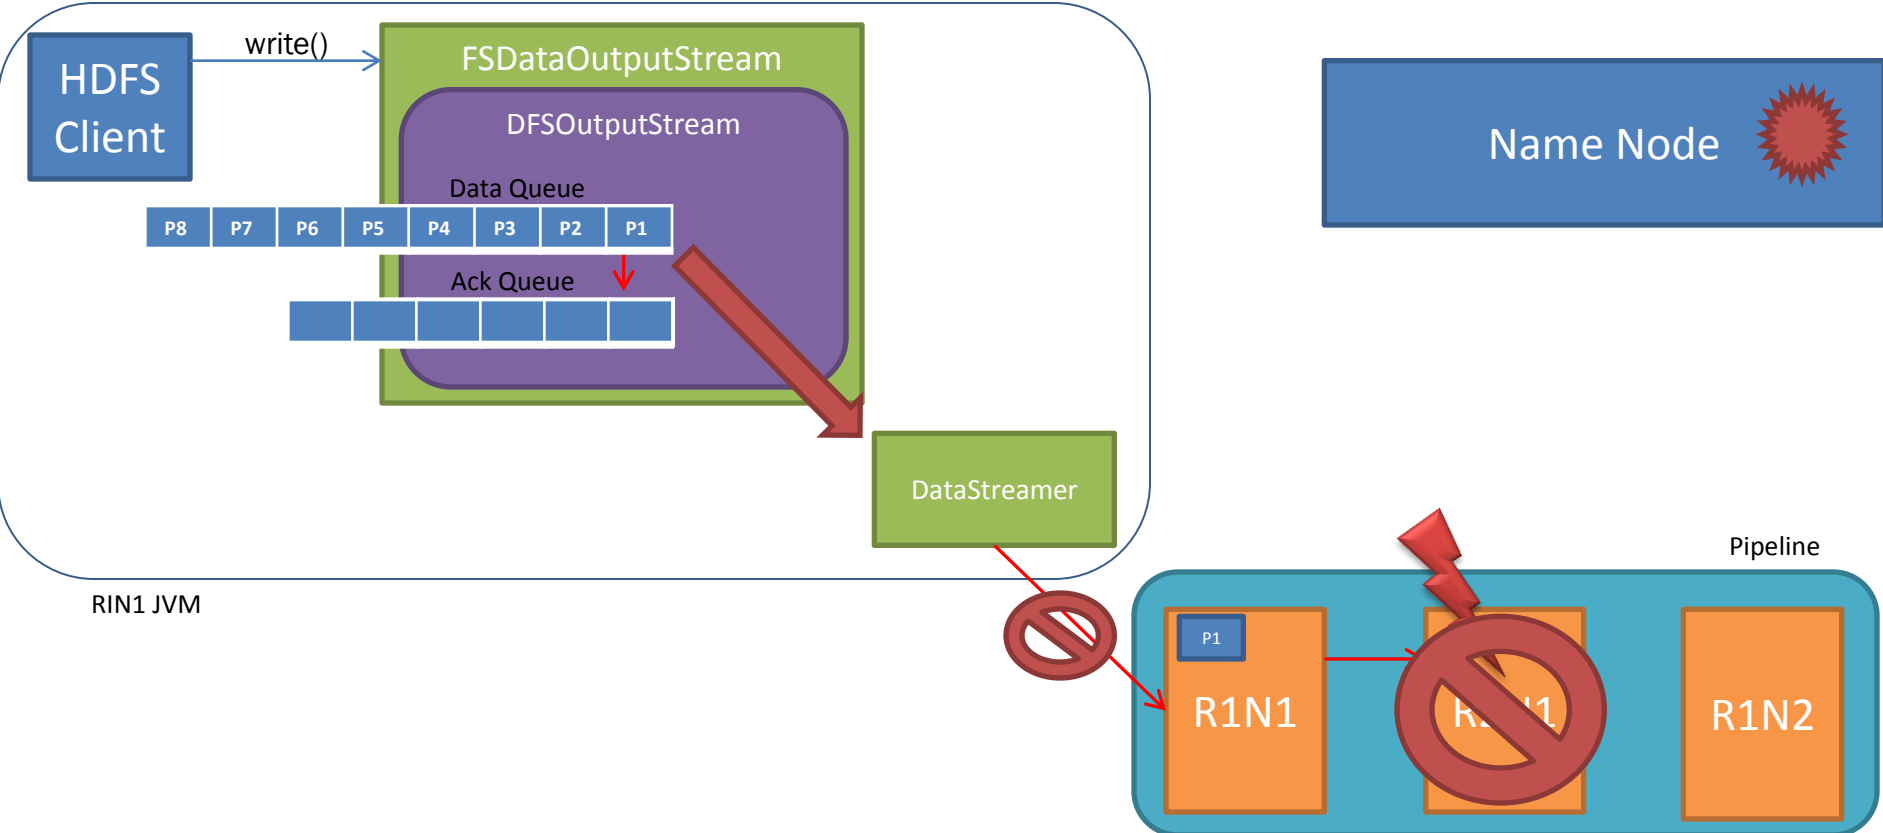 HDFS
Client
write()
FSDataOutputStream
DFSOutputStream
Data Queue
P8 P7 P6 P5 P4 P3 P2 P1
Ack Queue
DataStreamer
RIN1 JVM
Name Node
Pipeline
P1
R1N1
R1N2